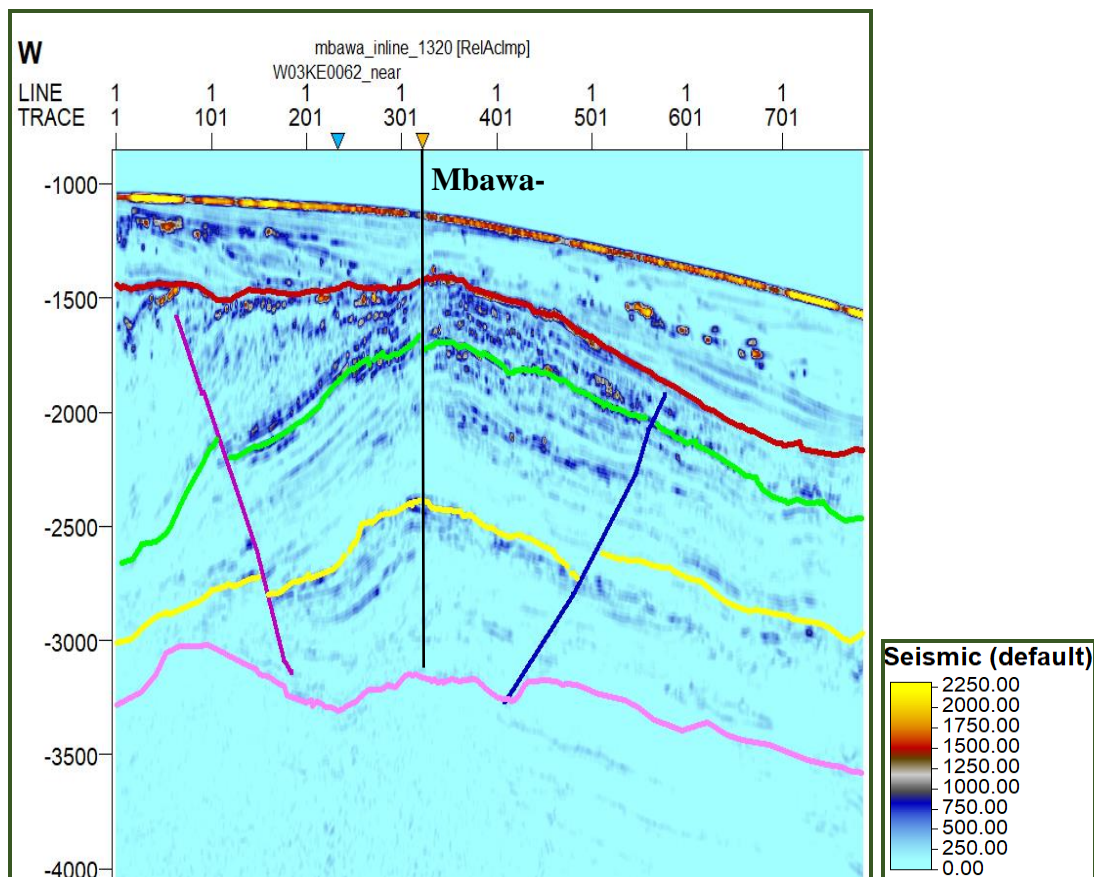 W
mbawa_inline_1320 [RelAcImp]
W03KE0062_near
LINE 1 1 1 1 1 1 1 1
TRACE 1 101 201 301 401 501 601 701
Mbawa-
-1000
-1500
-2000
-2500
-3000
-3500
-4000
Seismic (default)
2250.00
2000.00
1750.00
1500.00
1250.00
1000.00
750.00
500.00
250.00
0.00